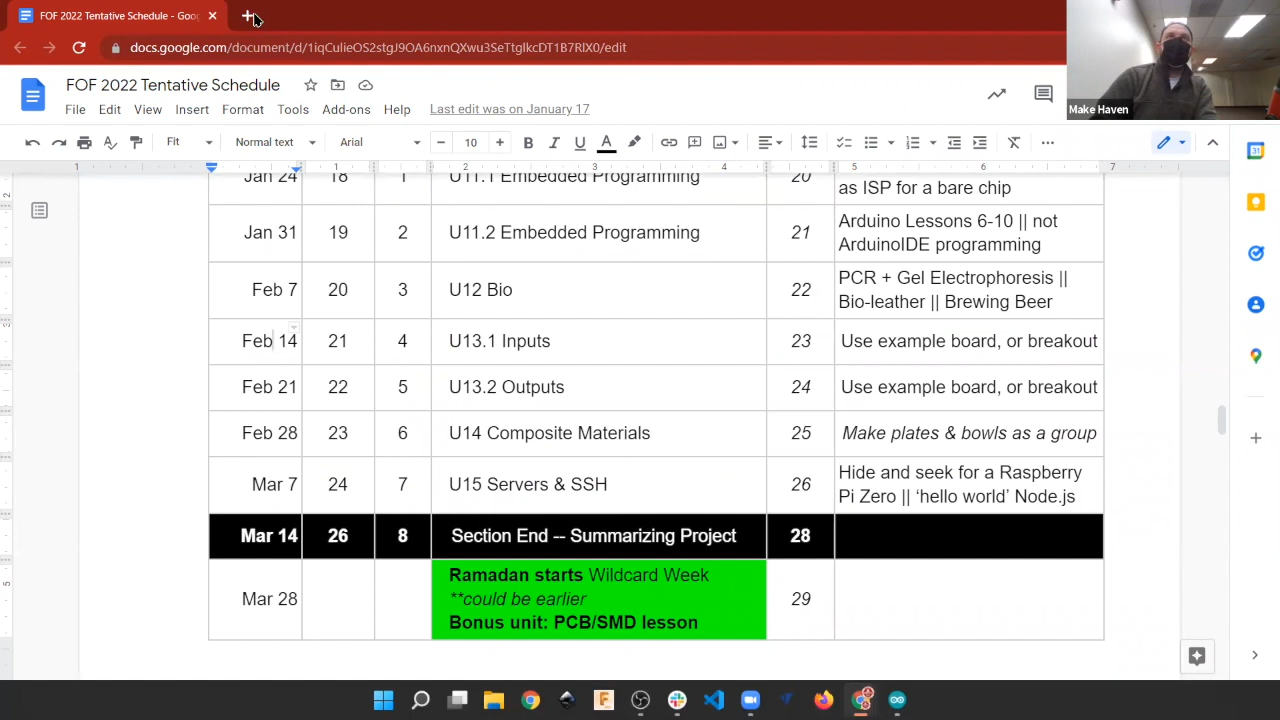 FOF 2022 Tentative Schedule - Goo
docs.google.com/document/d/1iqCulieOS2stgJ9OA6nxnQXwu3SeTtglkcDT1B7RlX0/edit
FOF 2022 Tentative Schedule
File Edit View Insert Format Tools Add-ons Help Last edit was on January 17
Make Haven
Fit Normal text Arial 10
1 1 2 3 4 5 6 7
Jan 24 18 1 U11.1 Embedded Programming 20
as ISP for a bare chip
Jan 31 19 2 U11.2 Embedded Programming 21
Arduino Lessons 6-10 || not
ArduinoIDE programming
Feb 7 20 3 U12 Bio 22
PCR + Gel Electrophoresis ||
Bio-leather || Brewing Beer
Feb 14 21 4 U13.1 Inputs 23 Use example board, or breakout
Feb 21 22 5 U13.2 Outputs 24 Use example board, or breakout
Feb 28 23 6 U14 Composite Materials 25 Make plates & bowls as a group
Mar 7 24 7 U15 Servers & SSH 26
Hide and seek for a Raspberry
Pi Zero || ‘hello world’ Node.js
Mar 14 26 8 Section End -- Summarizing Project 28
Mar 28
Ramadan starts Wildcard Week
**could be earlier
Bonus unit: PCB/SMD lesson
29